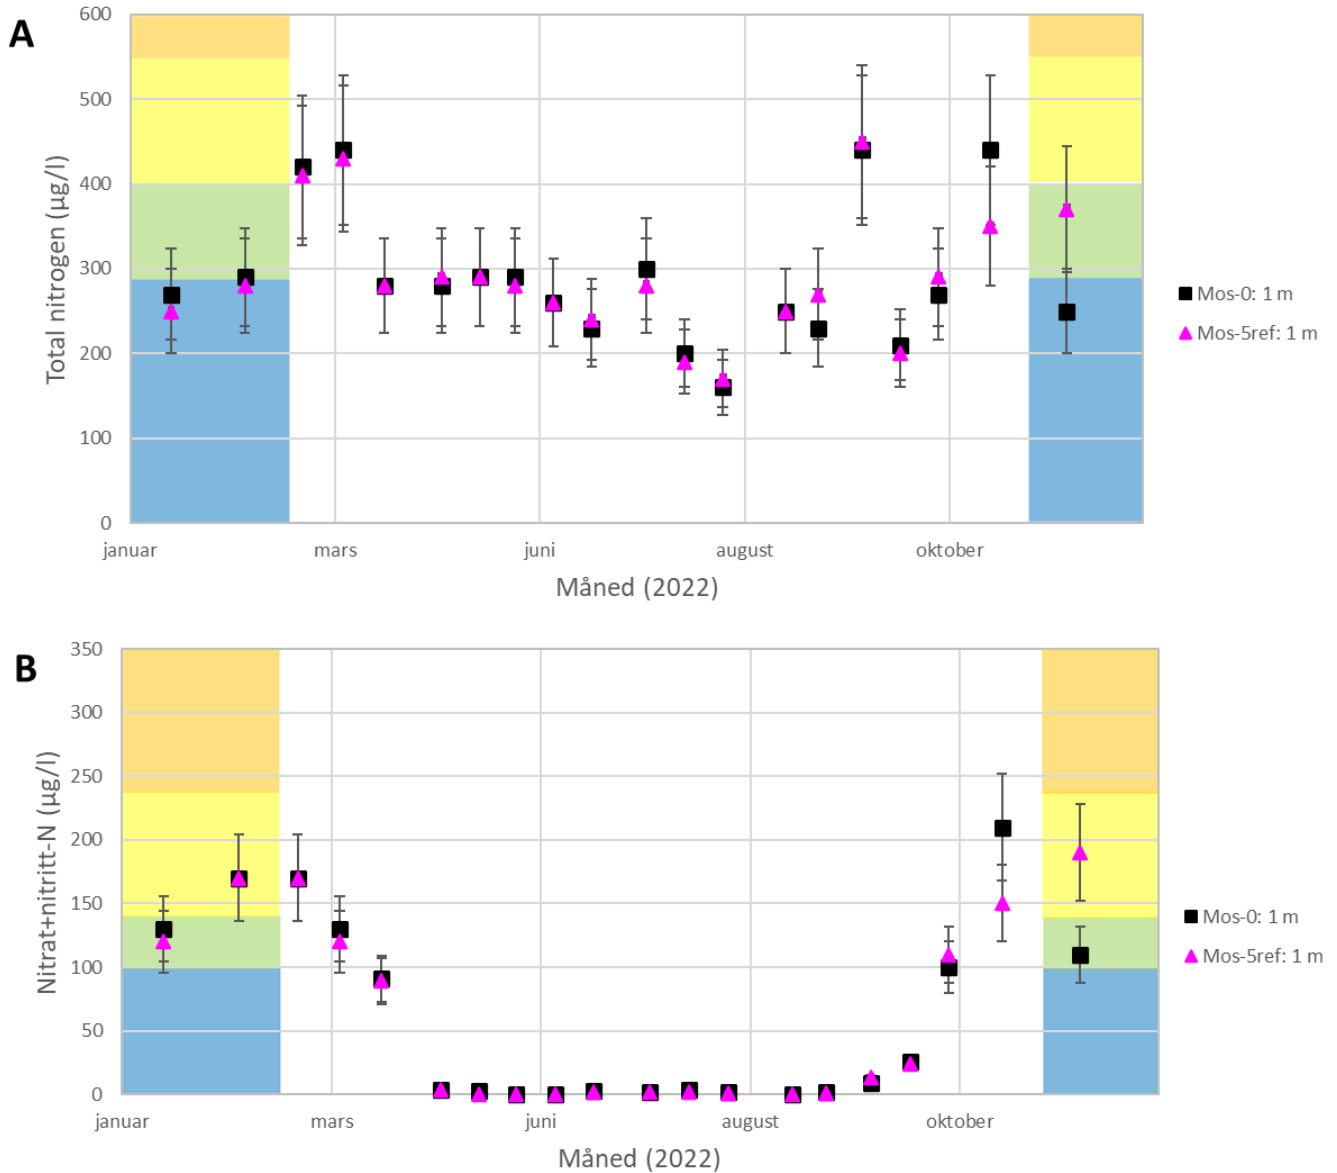 A
600
500
400
300
200
100
0
Total nitrogen (µg/l)
januar mars juni august oktober
Måned (2022)
Mos-0: 1 m
Mos-5ref: 1 m
B
350
300
250
200
150
100
50
0
Nitrat+nitritt-N (µg/l)
januar mars juni august oktober
Måned (2022)
Mos-0: 1 m
Mos-5ref: 1 m